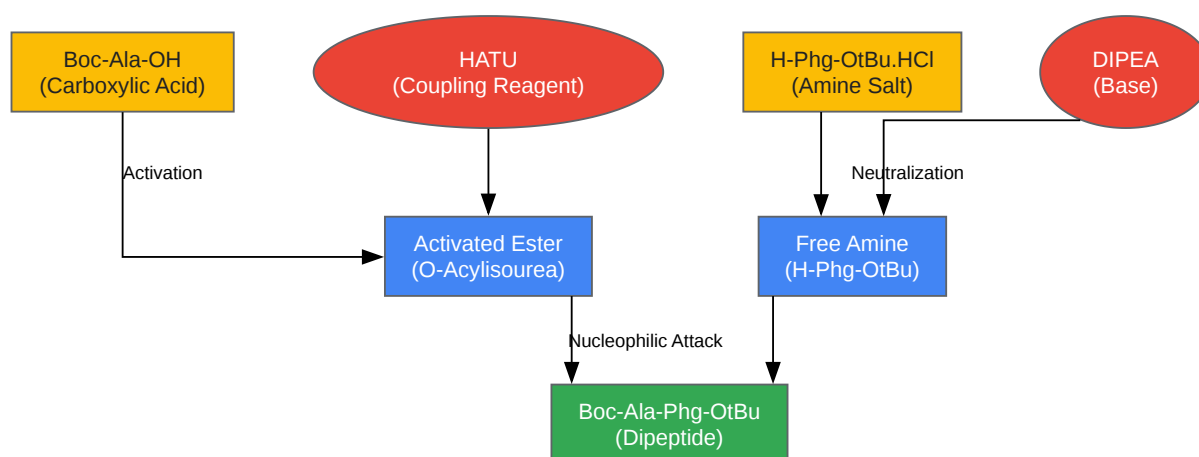 Boc-Ala-OH
(Carboxylic Acid)
HATU
(Coupling Reagent)
H-Phg-OtBu.HCl
(Amine Salt)
DIPEA
(Base)
Activation
Neutralization
Activated Ester
(O-Acylisourea)
Free Amine
(H-Phg-OtBu)
Nucleophilic Attack
Boc-Ala-Phg-OtBu
(Dipeptide)